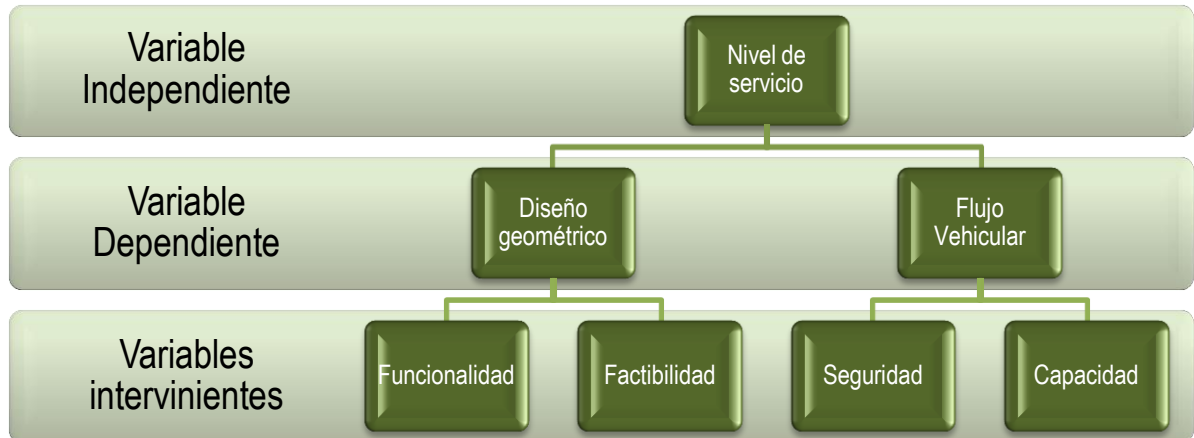 Variable
Independiente
Nivel de
servicio
Variable
Dependiente
Diseño
geométrico
Flujo
Vehicular
Variables
intervinientes
Funcionalidad
Factibilidad
Seguridad
Capacidad